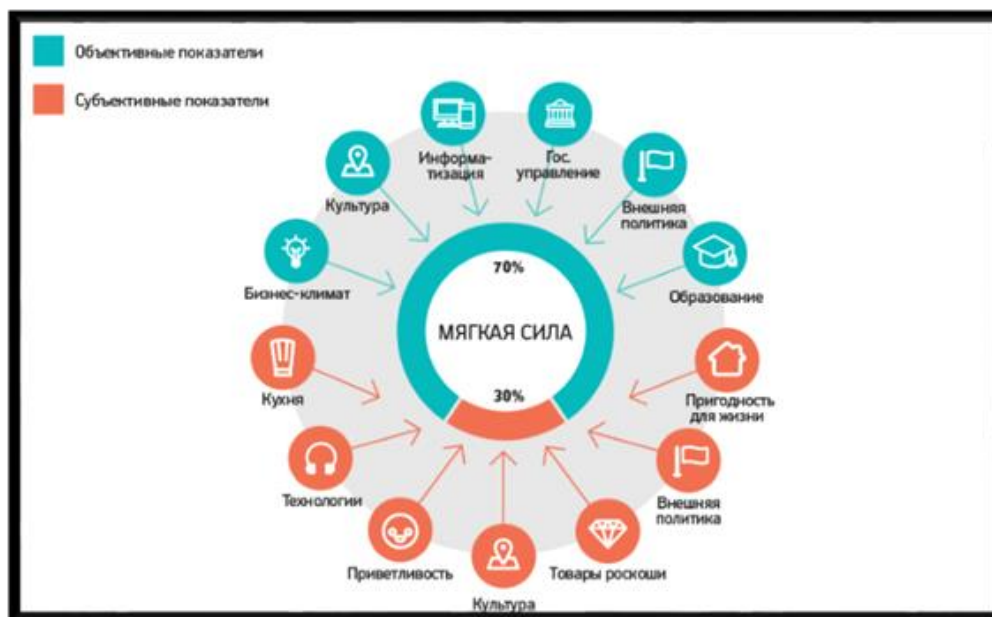 Объективные показатели
Субъективные показатели
Информа-
тизация
Гос.
управление
Культура
Внешняя
политика
Бизнес-климат
Образование
70%
МЯГКАЯ СИЛА
30%
Кухня
Пригодность
для жизни
Технологии
Внешняя
политика
Приветливость
Товары роскоши
Культура